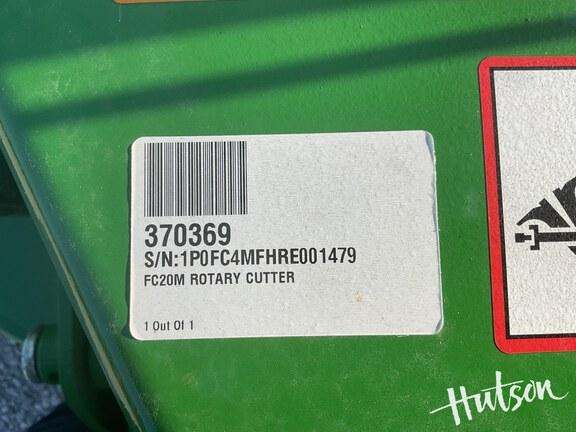 370369
S/N:1P0FC4MFHRE001479
FC20M ROTARY CUTTER
1 Out Of 1
Hutson